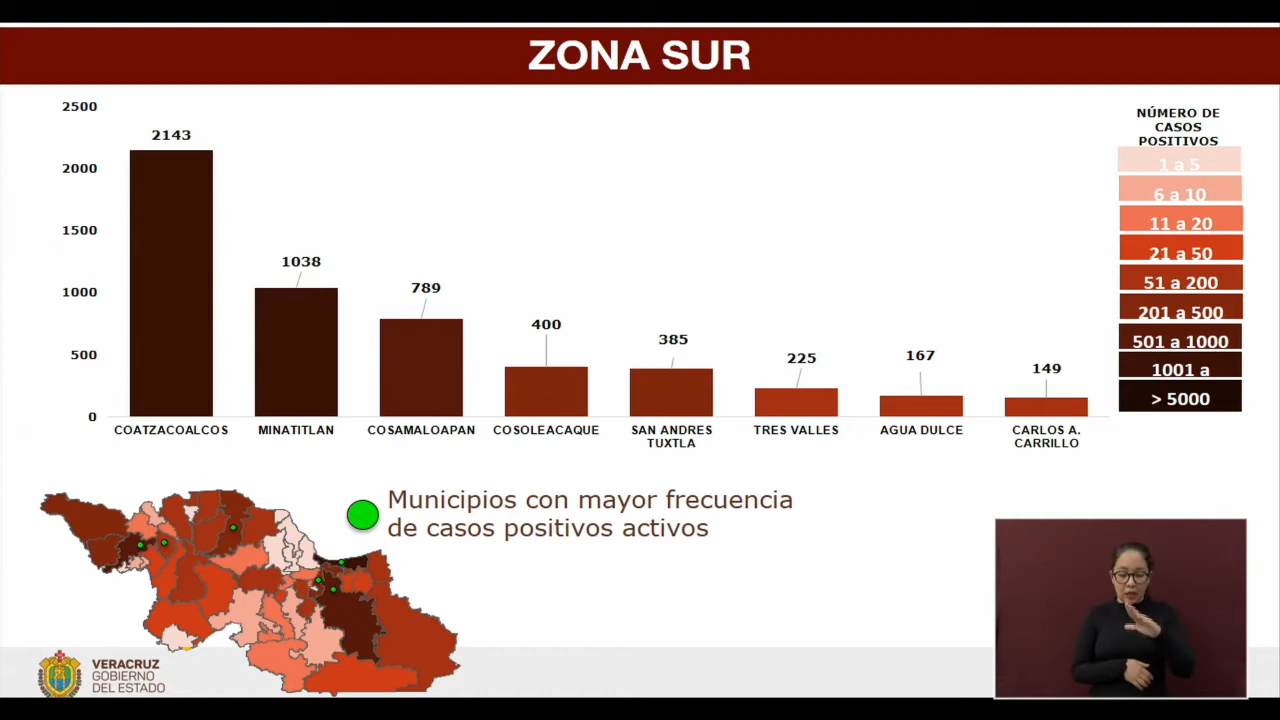 ZONA SUR
2500
2000
1500
1000
500
0
2143
1038
789
400
385
225
167
149
COATZACOALCOS
MINATITLAN
COSAMALOAPAN
COSOLEACAQUE
SAN ANDRES
TUXTLA
TRES VALLES
AGUA DULCE
CARLOS A.
CARRILLO
NÚMERO DE
CASOS
POSITIVOS
1 a 5
6 a 10
11 a 20
21 a 50
51 a 200
201 a 500
501 a 1000
1001 a
> 5000
Municipios con mayor frecuencia
de casos positivos activos
VERACRUZ
GOBIERNO
DEL ESTADO